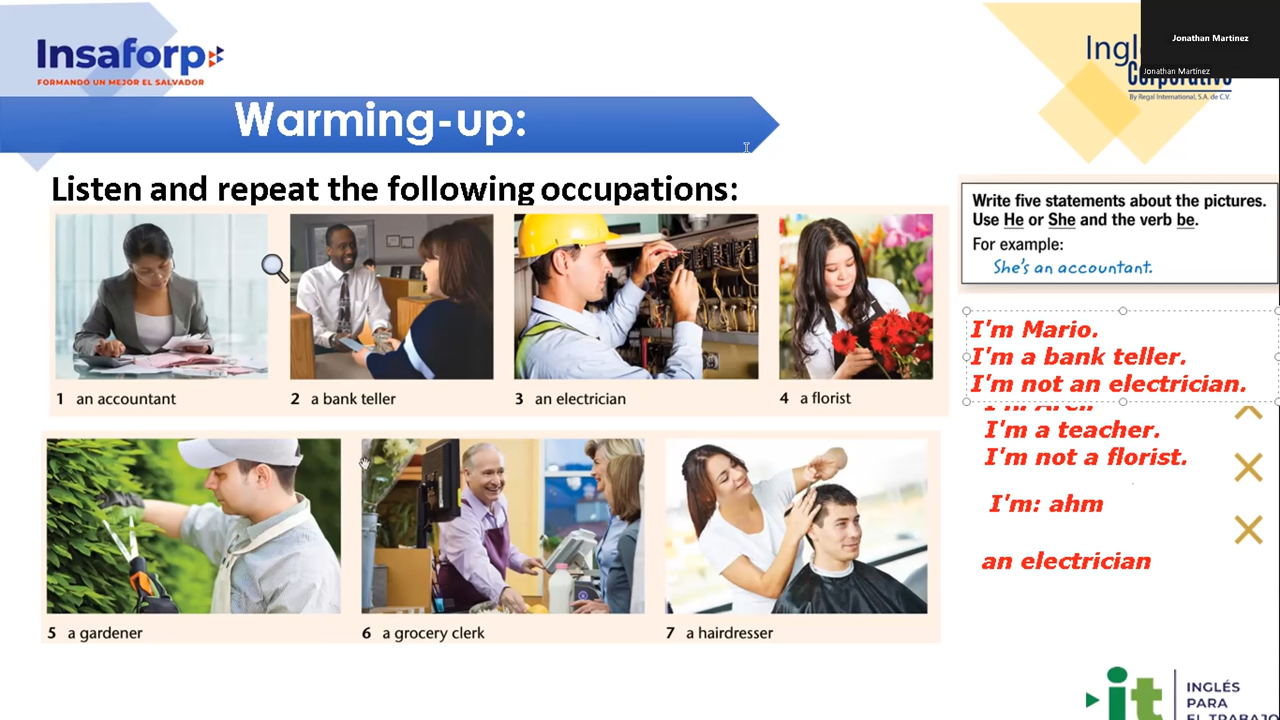 Insaforp
FORMANDO UN MEJOR EL SALVADOR
Jonathan Martinez
Jonathan Martinez
Corporativo
By Regal International, S.A. de C.V.
Warming-up:
Listen and repeat the following occupations:
Write five statements about the pictures.
Use He or She and the verb be.
For example:
She's an accountant.
1 an accountant
2 a bank teller
3 an electrician
4 a florist
I'm Mario.
I'm a bank teller.
I'm not an electrician.
I'm a teacher.
I'm not a florist.
I'm: ahm
an electrician
5 a gardener
6 a grocery clerk
7 a hairdresser
it
INGLÉS
PARA
EL TRABAJO